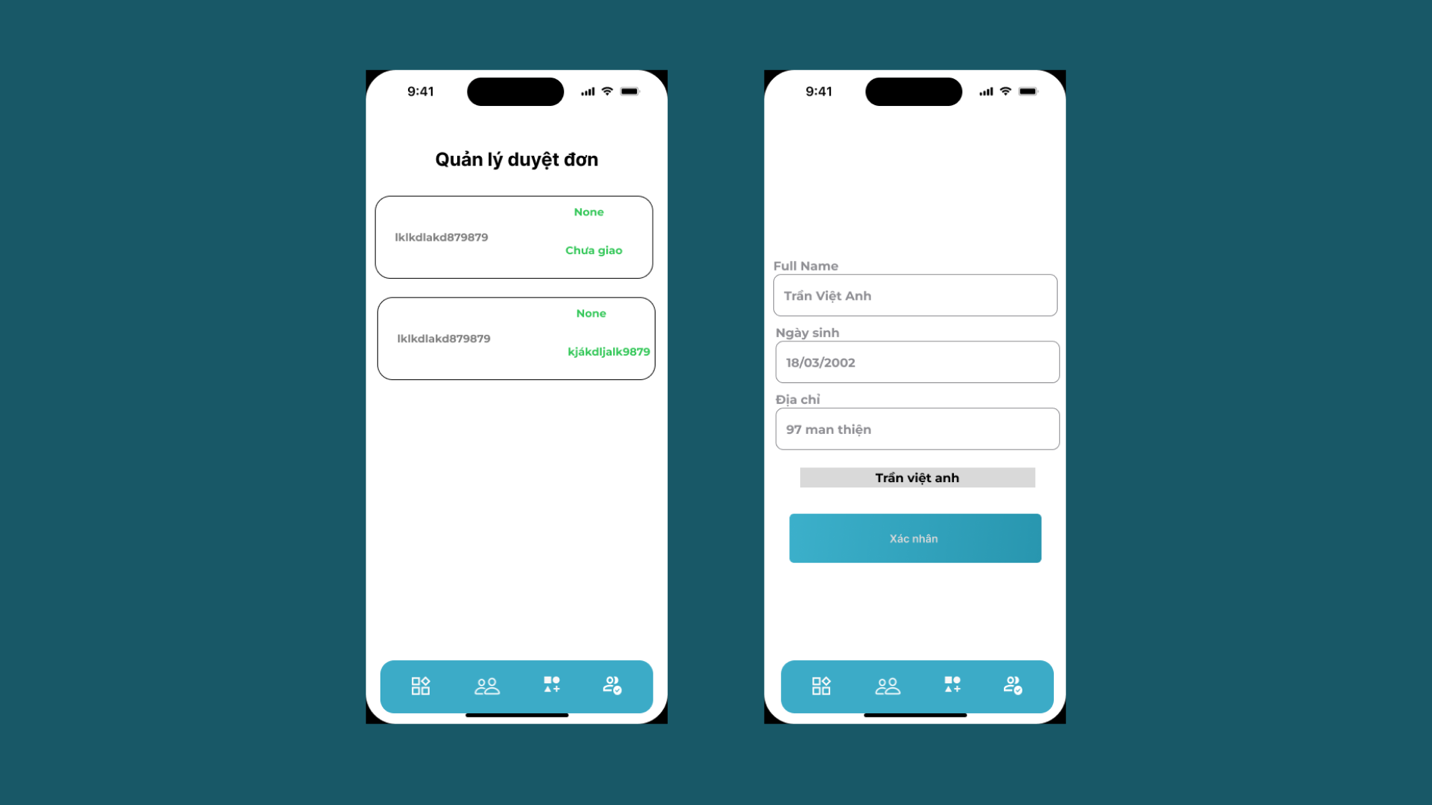 9:41
Quản lý duyệt đơn
None
lklkdlakd879879
Chưa giao
None
lklkdlakd879879
kjákdljalk9879
9:41
Full Name
Trần Việt Anh
Ngày sinh
18/03/2002
Địa chỉ
97 man thiện
Trần việt anh
Xác nhân